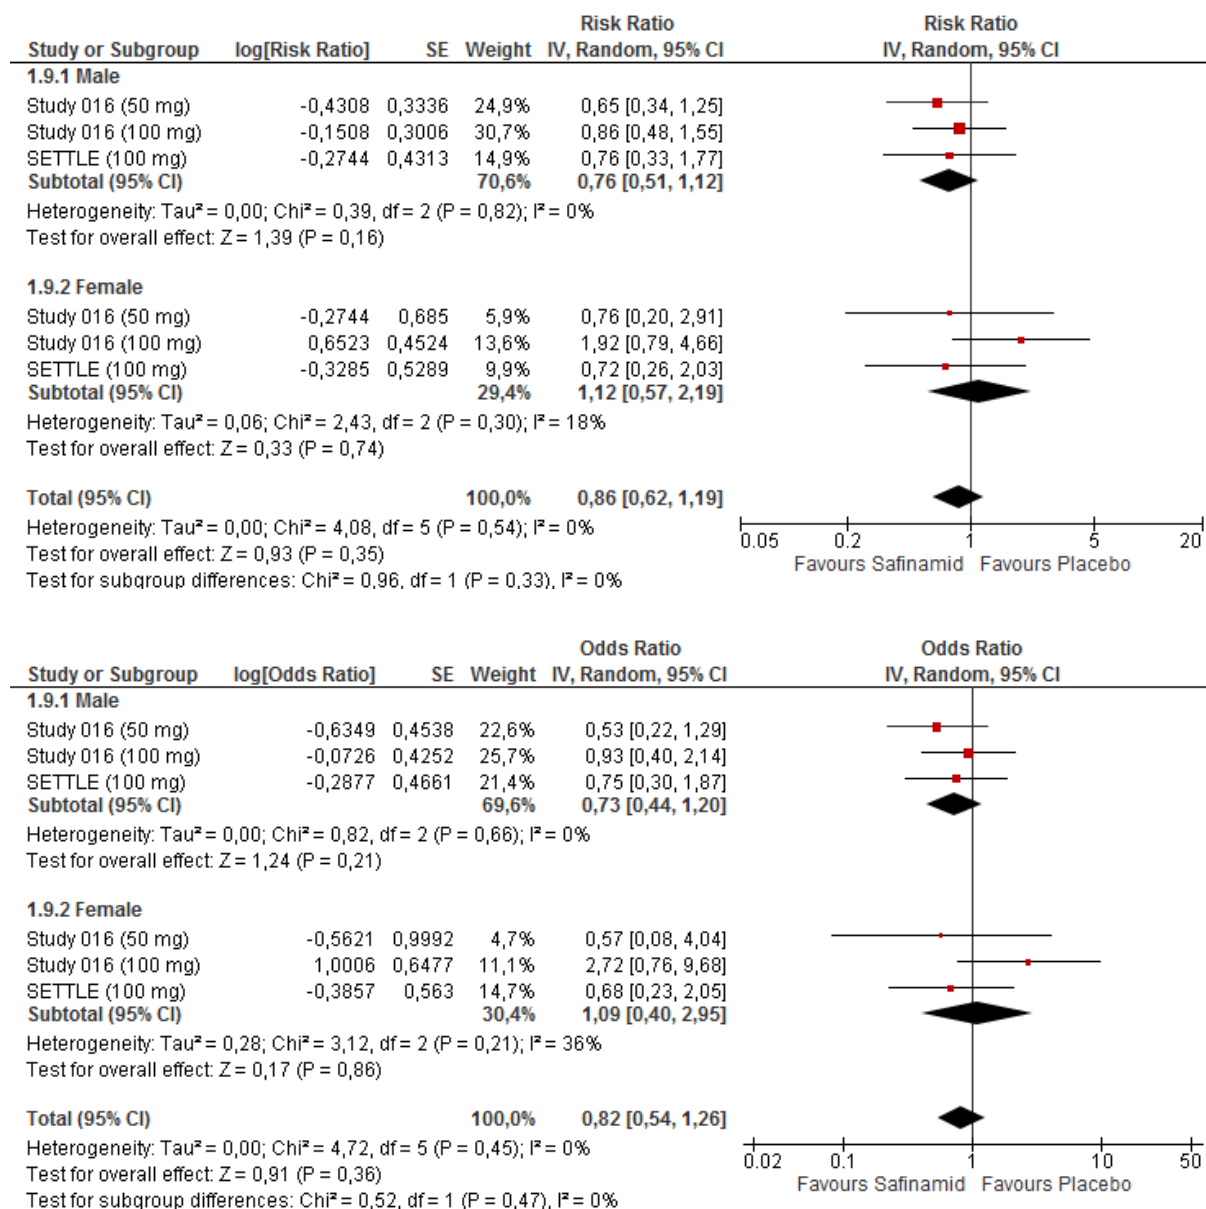 Risk Ratio Risk Ratio
Study or Subgroup log[Risk Ratio] SE Weight IV, Random, 95% CI IV, Random, 95% CI
1.9.1 Male
Study 016 (50 mg) -0,4308 0,3336 24,9% 0,65 [0,34, 1,25]
Study 016 (100 mg) -0,1508 0,3006 30,7% 0,86 [0,48, 1,55]
SETTLE (100 mg) -0,2744 0,4313 14,9% 0,76 [0,33, 1,77]
Subtotal (95% CI) 70,6% 0,76 [0,51, 1,12]
Heterogeneity: Tau² = 0,00; Chi² = 0,39, df = 2 (P = 0,82); I² = 0%
Test for overall effect: Z = 1,39 (P = 0,16)
1.9.2 Female
Study 016 (50 mg) -0,2744 0,685 5,9% 0,76 [0,20, 2,91]
Study 016 (100 mg) 0,6523 0,4524 13,6% 1,92 [0,79, 4,66]
SETTLE (100 mg) -0,3285 0,5289 9,9% 0,72 [0,26, 2,03]
Subtotal (95% CI) 29,4% 1,12 [0,57, 2,19]
Heterogeneity: Tau² = 0,06; Chi² = 2,43, df = 2 (P = 0,30); I² = 18%
Test for overall effect: Z = 0,33 (P = 0,74)
Total (95% CI) 100,0% 0,86 [0,62, 1,19]
Heterogeneity: Tau² = 0,00; Chi² = 4,08, df = 5 (P = 0,54); I² = 0%
Test for overall effect: Z = 0,93 (P = 0,35)
Test for subgroup differences: Chi² = 0,96, df = 1 (P = 0,33), I² = 0%
0.05 0.2 1 5 20
Favours Safinamid Favours Placebo
Odds Ratio Odds Ratio
Study or Subgroup log[Odds Ratio] SE Weight IV, Random, 95% CI IV, Random, 95% CI
1.9.1 Male
Study 016 (50 mg) -0,6349 0,4538 22,6% 0,53 [0,22, 1,29]
Study 016 (100 mg) -0,0726 0,4252 25,7% 0,93 [0,40, 2,14]
SETTLE (100 mg) -0,2877 0,4661 21,4% 0,75 [0,30, 1,87]
Subtotal (95% CI) 69,6% 0,73 [0,44, 1,20]
Heterogeneity: Tau² = 0,00; Chi² = 0,82, df = 2 (P = 0,66); I² = 0%
Test for overall effect: Z = 1,24 (P = 0,21)
1.9.2 Female
Study 016 (50 mg) -0,5621 0,9992 4,7% 0,57 [0,08, 4,04]
Study 016 (100 mg) 1,0006 0,6477 11,1% 2,72 [0,76, 9,68]
SETTLE (100 mg) -0,3857 0,563 14,7% 0,68 [0,23, 2,05]
Subtotal (95% CI) 30,4% 1,09 [0,40, 2,95]
Heterogeneity: Tau² = 0,28; Chi² = 3,12, df = 2 (P = 0,21); I² = 36%
Test for overall effect: Z = 0,17 (P = 0,86)
Total (95% CI) 100,0% 0,82 [0,54, 1,26]
Heterogeneity: Tau² = 0,00; Chi² = 4,72, df = 5 (P = 0,45); I² = 0%
Test for overall effect: Z = 0,91 (P = 0,36)
Test for subgroup differences: Chi² = 0,52, df = 1 (P = 0,47), I² = 0%
0.02 0.1 1 10 50
Favours Safinamid Favours Placebo